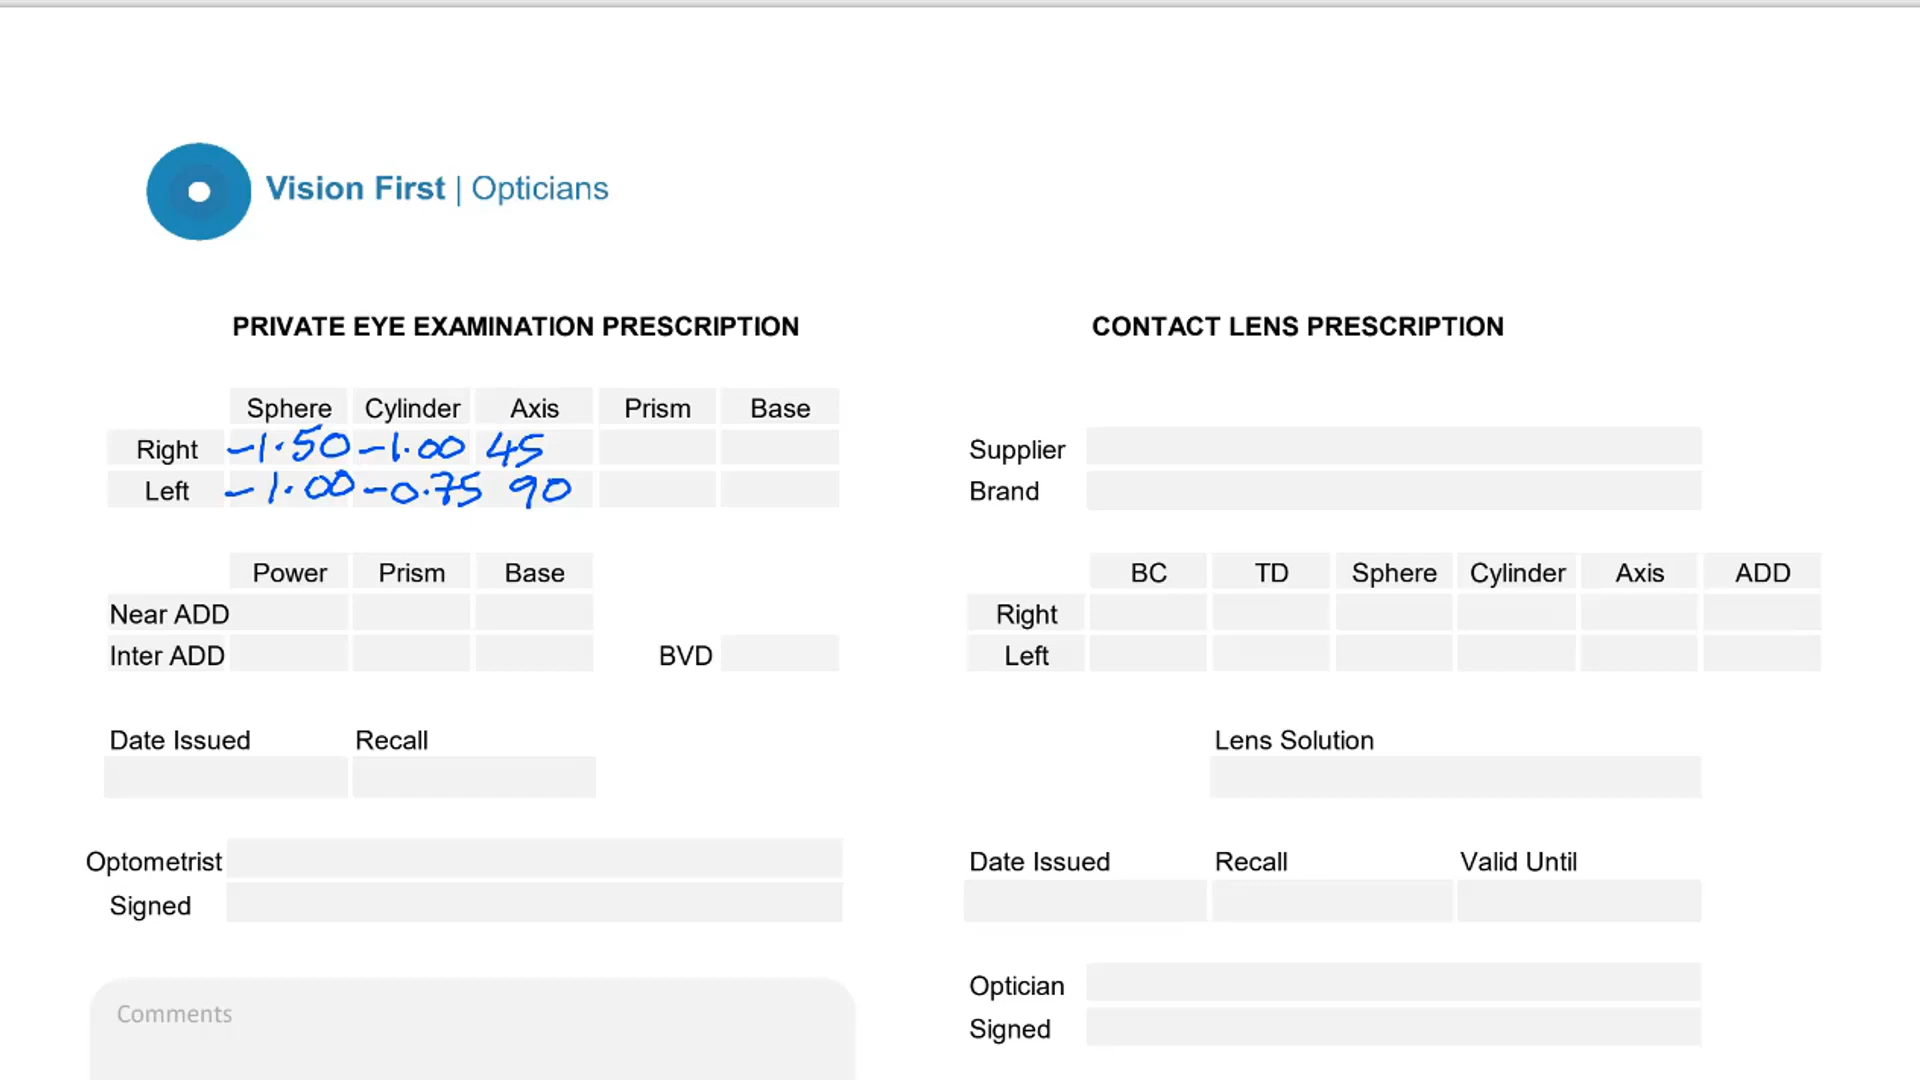 Vision First | Opticians
PRIVATE EYE EXAMINATION PRESCRIPTION
Sphere Cylinder Axis Prism Base
Right -1.50 -1.00 45
Left -1.00 -0.75 90
Power Prism Base
Near ADD
Inter ADD
BVD
Date Issued Recall
Optometrist
Signed
Comments
CONTACT LENS PRESCRIPTION
Supplier
Brand
BC TD Sphere Cylinder Axis ADD
Right
Left
Lens Solution
Date Issued Recall Valid Until
Optician
Signed